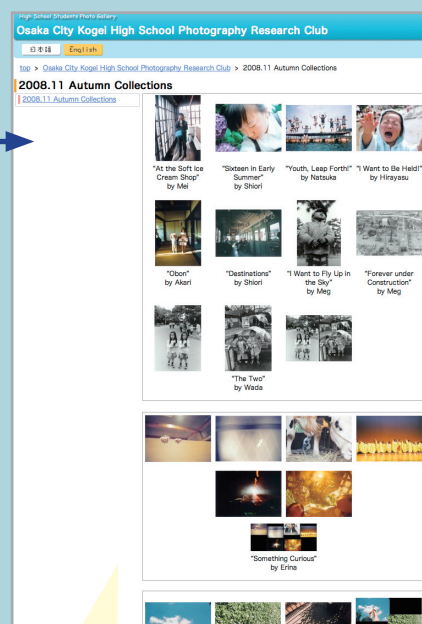 High School Students Photo Gallery
Osaka City Kogei High School Photography Research Club
日本語 English
top > Osaka City Kogei High School Photography Research Club > 2008.11 Autumn Collections
2008.11 Autumn Collections
2008.11 Autumn Collections
"At the Soft Ice
Cream Shop"
by Mei
"Sixteen in Early
Summer"
by Shiori
"Youth, Leap Forth!"
by Natsuka
"I Want to Be Held!"
by Hirayasu
"Obon"
by Akari
"Destinations"
by Shiori
"I Want to Fly Up in
the Sky"
by Meg
"Forever under
Construction"
by Meg
"The Two"
by Wada
"Something Curious"
by Erina